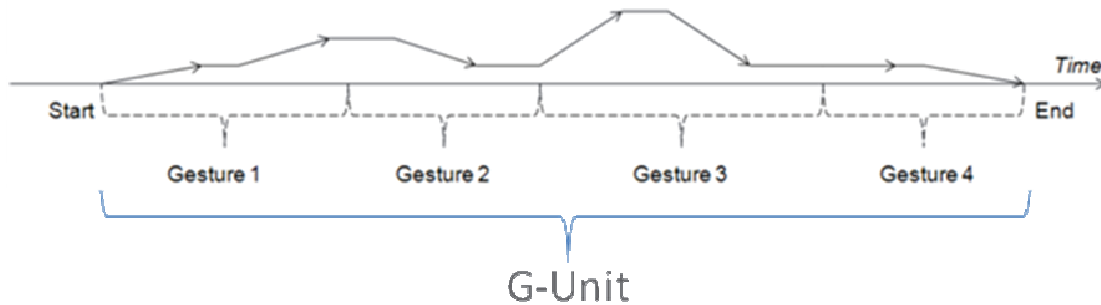 Time
Start
End
Gesture 1
Gesture 2
Gesture 3
Gesture 4
G-Unit